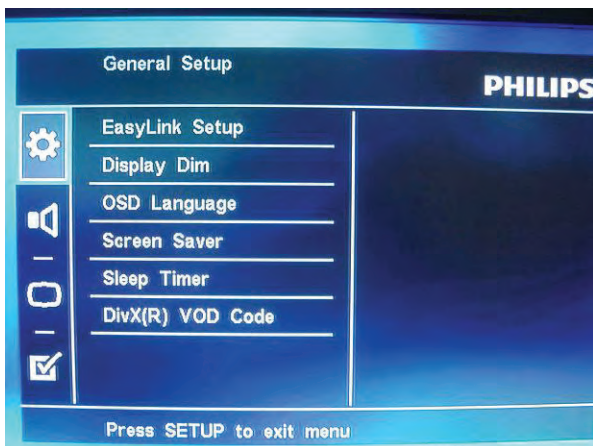 General Setup
PHILIPS
EasyLink Setup
Display Dim
OSD Language
Screen Saver
Sleep Timer
DivX(R) VOD Code
Press SETUP to exit menu